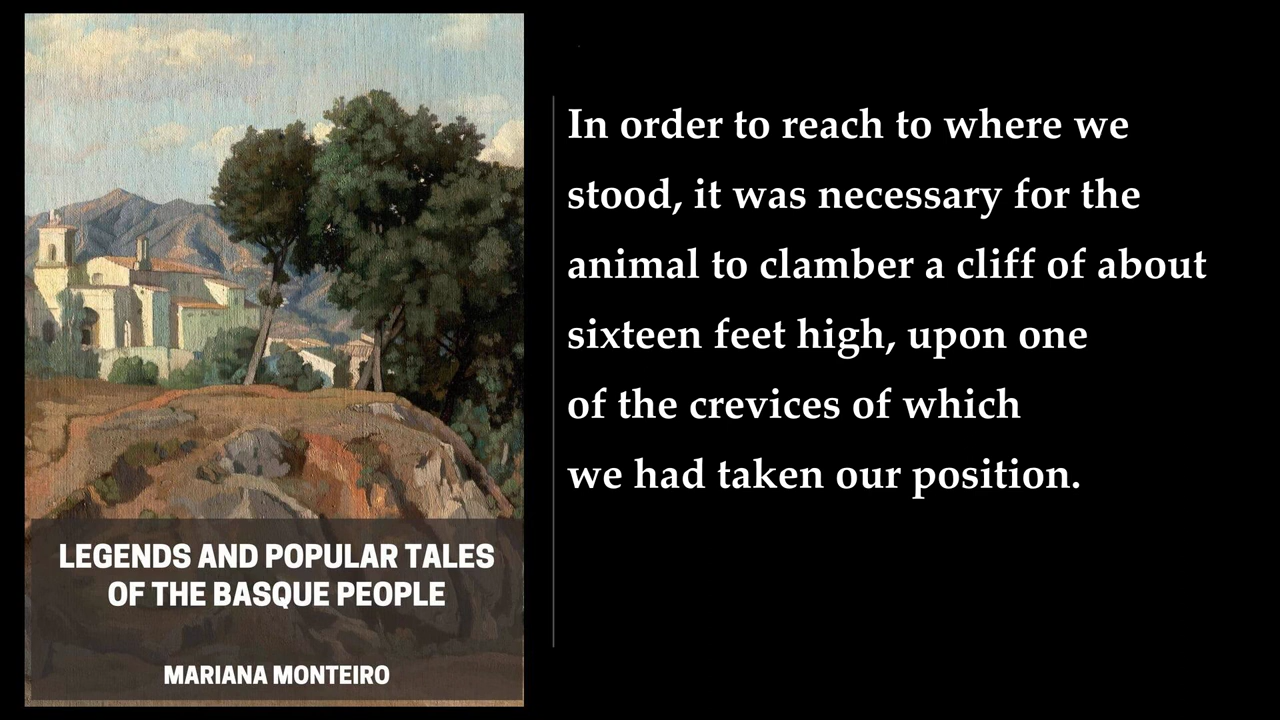 LEGENDS AND POPULAR TALES
OF THE BASQUE PEOPLE
MARIANA MONTEIRO
In order to reach to where we
stood, it was necessary for the
animal to clamber a cliff of about
sixteen feet high, upon one
of the crevices of which
we had taken our position.